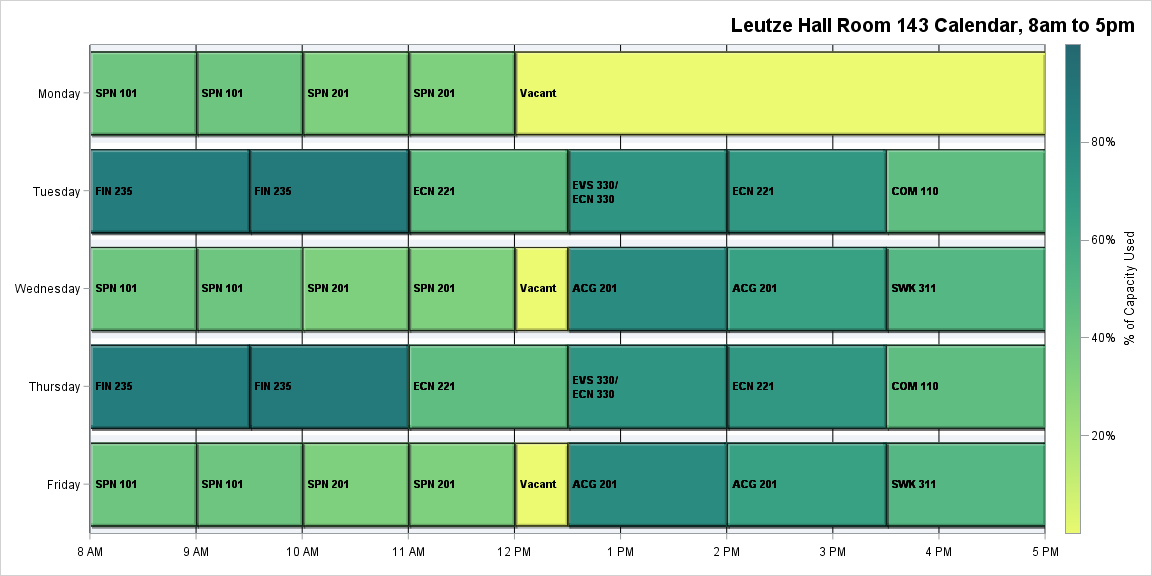 Leutze Hall Room 143 Calendar, 8am to 5pm
Monday
SPN 101
SPN 101
SPN 201
SPN 201
Vacant
Tuesday
FIN 235
FIN 235
ECN 221
EVS 330/
ECN 330
ECN 221
COM 110
Wednesday
SPN 101
SPN 101
SPN 201
SPN 201
Vacant
ACG 201
ACG 201
SWK 311
Thursday
FIN 235
FIN 235
ECN 221
EVS 330/
ECN 330
ECN 221
COM 110
Friday
SPN 101
SPN 101
SPN 201
SPN 201
Vacant
ACG 201
ACG 201
SWK 311
8 AM
9 AM
10 AM
11 AM
12 PM
1 PM
2 PM
3 PM
4 PM
5 PM
80%
60%
40%
20%
% of Capacity Used